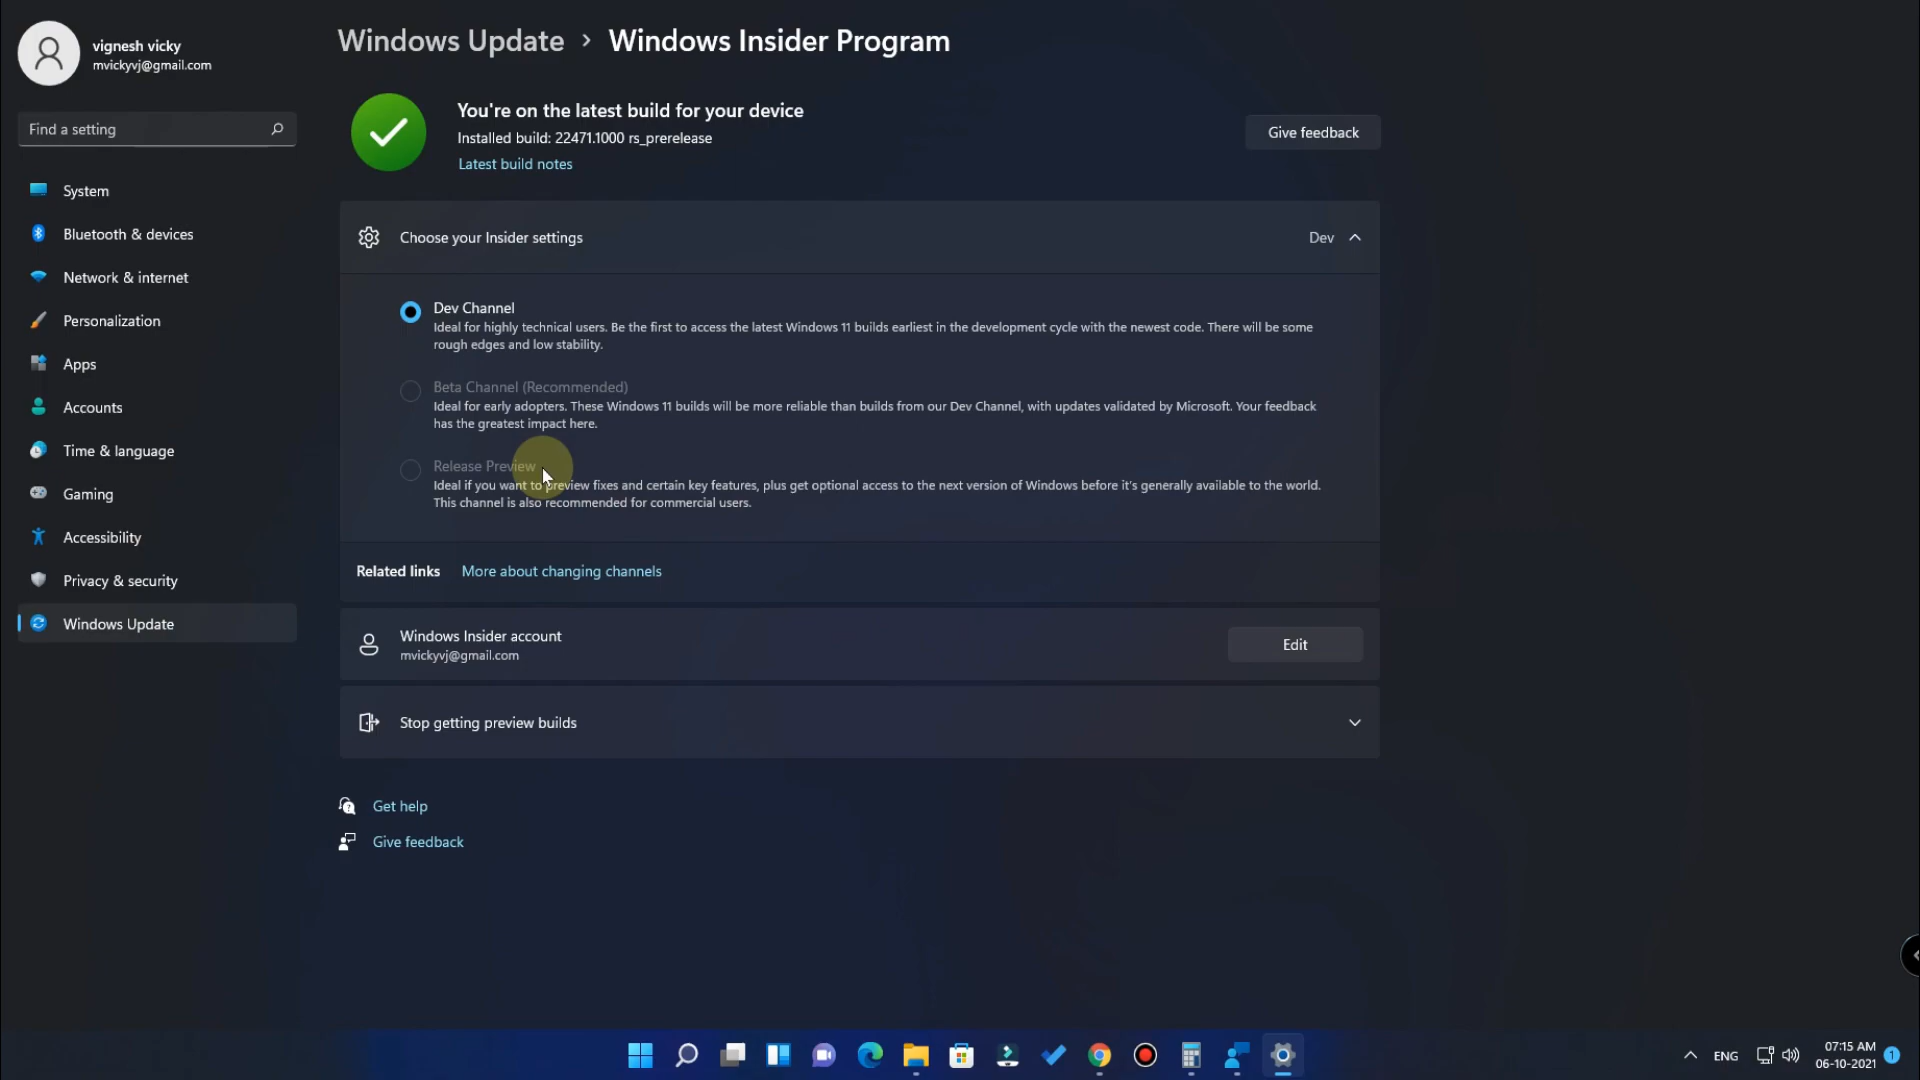 vignesh vicky
mvickyvj@gmail.com
Find a setting
System
Bluetooth & devices
Network & internet
Personalization
Apps
Accounts
Time & language
Gaming
Accessibility
Privacy & security
Windows Update
Windows Update > Windows Insider Program
You're on the latest build for your device
Installed build: 22471.1000 rs_prerelease
Latest build notes
Give feedback
Choose your Insider settings
Dev
Dev Channel
Ideal for highly technical users. Be the first to access the latest Windows 11 builds earliest in the development cycle with the newest code. There will be some
rough edges and low stability.
Beta Channel (Recommended)
Ideal for early adopters. These Windows 11 builds will be more reliable than builds from our Dev Channel, with updates validated by Microsoft. Your feedback
has the greatest impact here.
Release Preview
Ideal if you want to preview fixes and certain key features, plus get optional access to the next version of Windows before it's generally available to the world.
This channel is also recommended for commercial users.
Related links More about changing channels
Windows Insider account
mvickyvj@gmail.com
Edit
Stop getting preview builds
Get help
Give feedback
ENG
07:15 AM
06-10-2021
1